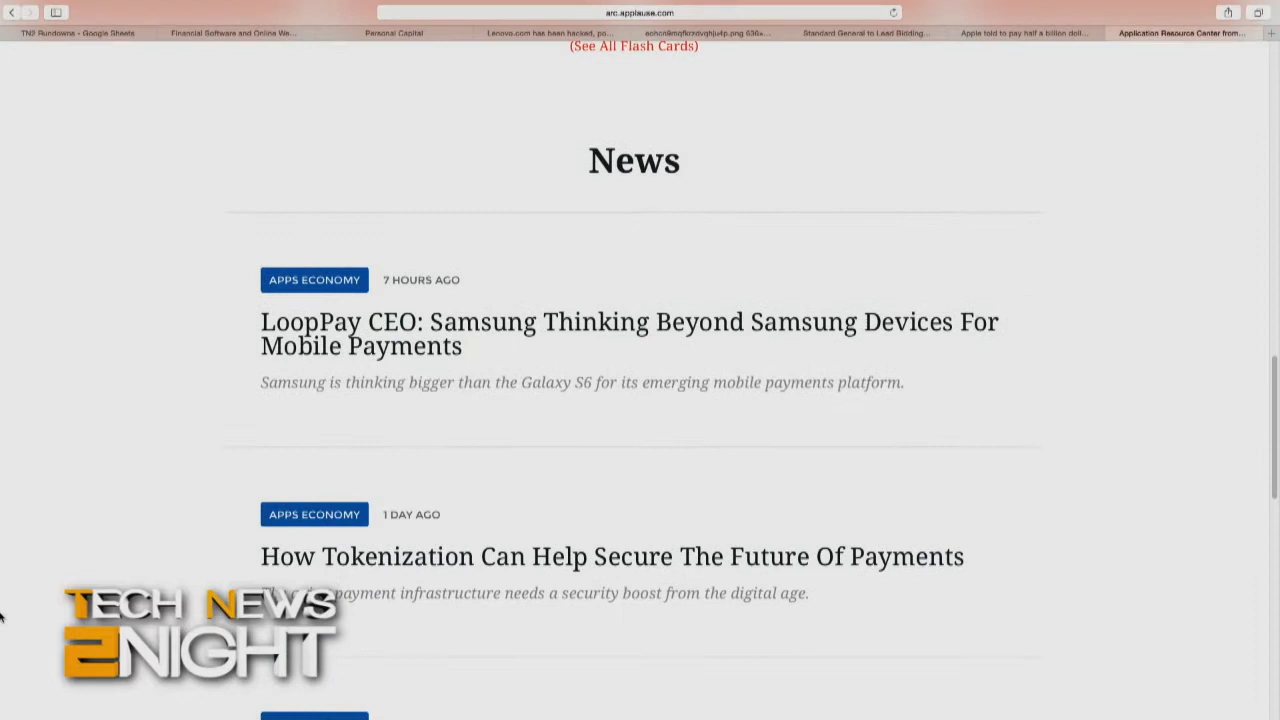 arc.applause.com
TN2 Rundowns - Google Sheets
Financial Software and Online We...
Personal Capital
Lenovo.com has been hacked, po...
Standard General to Lead Bidding...
Apple told to pay half a billion doll...
Application Resource Center from...
(See All Flash Cards)
News
APPS ECONOMY 7 HOURS AGO
LoopPay CEO: Samsung Thinking Beyond Samsung Devices For
Mobile Payments
Samsung is thinking bigger than the Galaxy S6 for its emerging mobile payments platform.
APPS ECONOMY 1 DAY AGO
How Tokenization Can Help Secure The Future Of Payments
payment infrastructure needs a security boost from the digital age.
TECH NEWS
2NIGHT